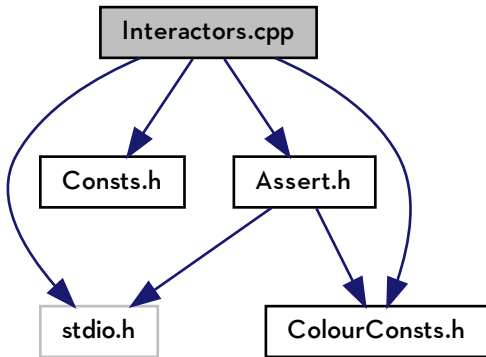 Interactors.cpp
Consts.h
Assert.h
stdio.h
ColourConsts.h